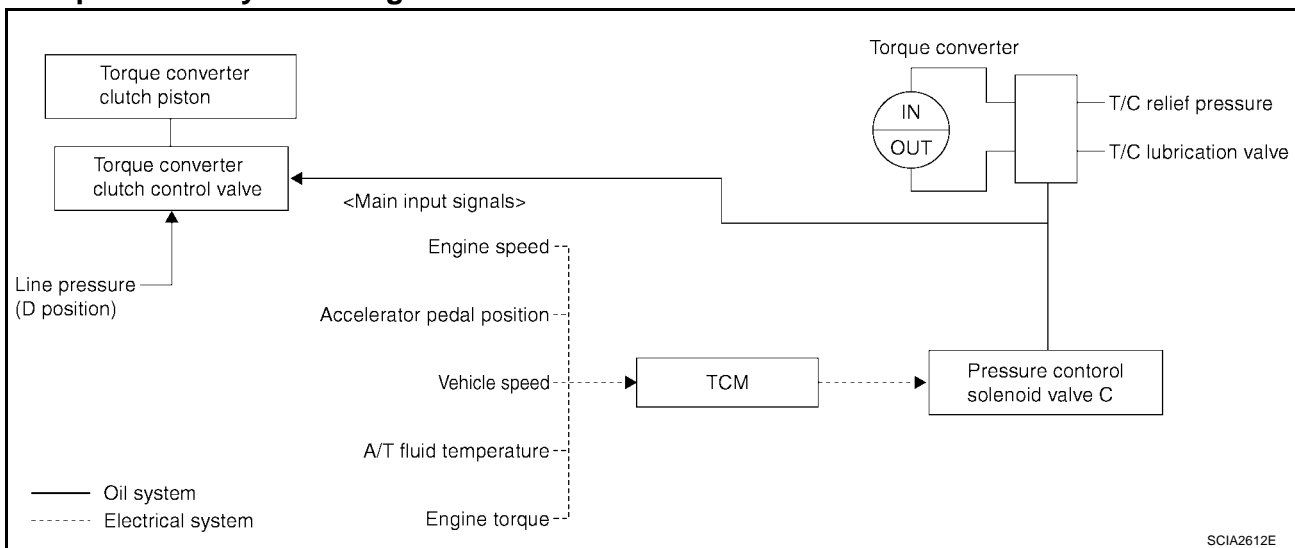 Torque converter
clutch piston
Torque converter
clutch control valve
Line pressure
(D position)
<Main input signals>
Engine speed
Accelerator pedal position
Vehicle speed
A/T fluid temperature
Engine torque
TCM
Pressure contorol
solenoid valve C
Torque converter
IN
OUT
T/C relief pressure
T/C lubrication valve
Oil system
Electrical system
SCIA2612E